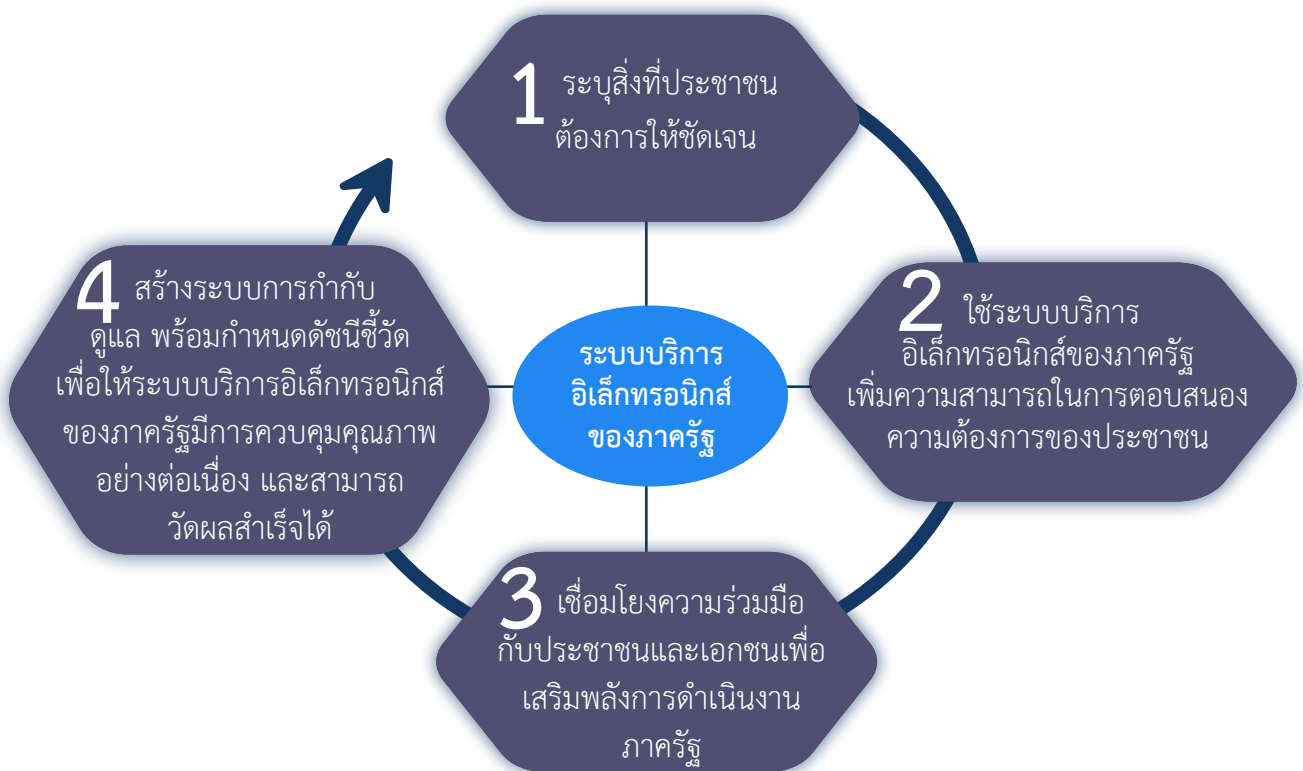 1 ระบุสิ่งที่ประชาชน
ต้องการให้ชัดเจน
2 ใช้ระบบบริการ
อิเล็กทรอนิกส์ของภาครัฐ
เพิ่มความสามารถในการตอบสนอง
ความต้องการของประชาชน
3 เชื่อมโยงความร่วมมือ
กับประชาชนและเอกชนเพื่อ
เสริมพลังการดำเนินงาน
ภาครัฐ
4 สร้างระบบการกำกับ
ดูแล พร้อมกำหนดดัชนีชี้วัด
เพื่อให้ระบบบริการอิเล็กทรอนิกส์
ของภาครัฐมีการควบคุมคุณภาพ
อย่างต่อเนื่อง และสามารถ
วัดผลสำเร็จได้
ระบบบริการ
อิเล็กทรอนิกส์
ของภาครัฐ